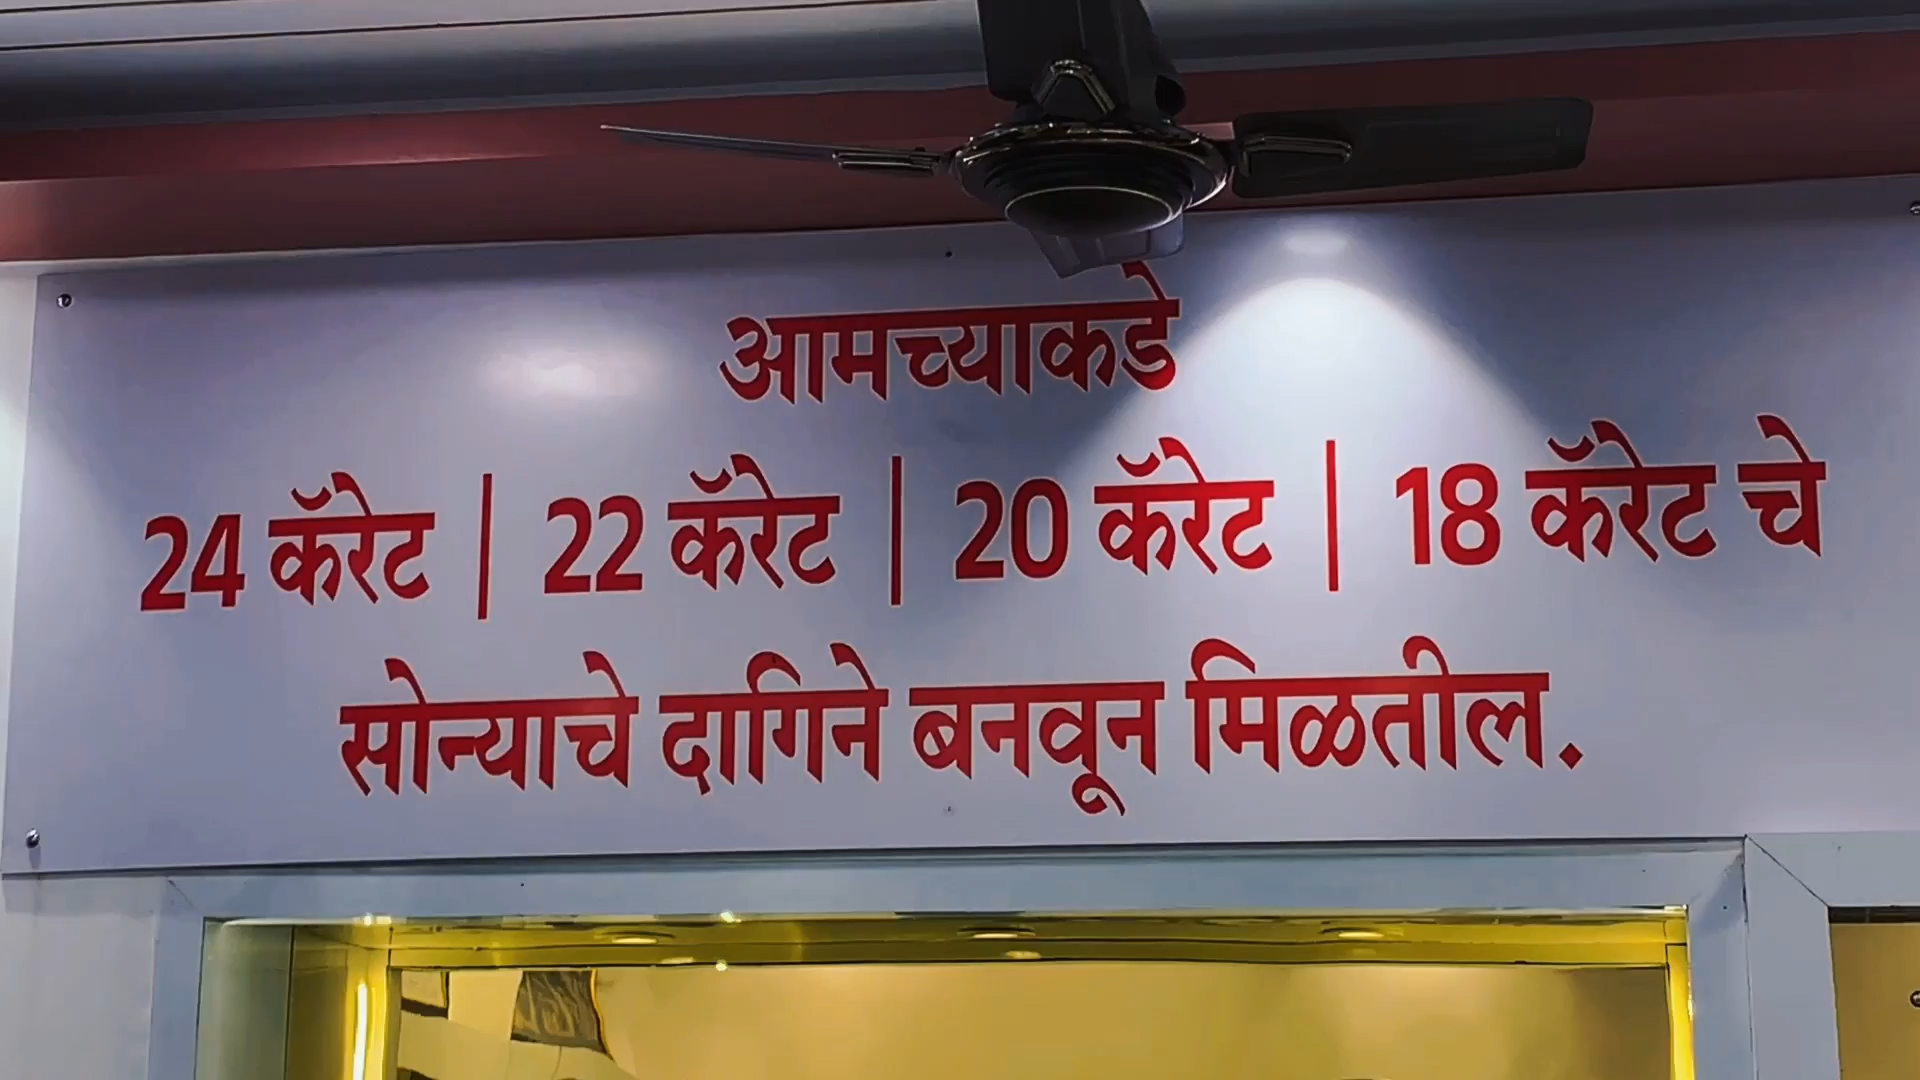 आमच्याकडे
24 कॅरेट | 22 कॅरेट | 20 कॅरेट | 18 कॅरेट चे
सोन्याचे दागिने बनवून मिळतील.